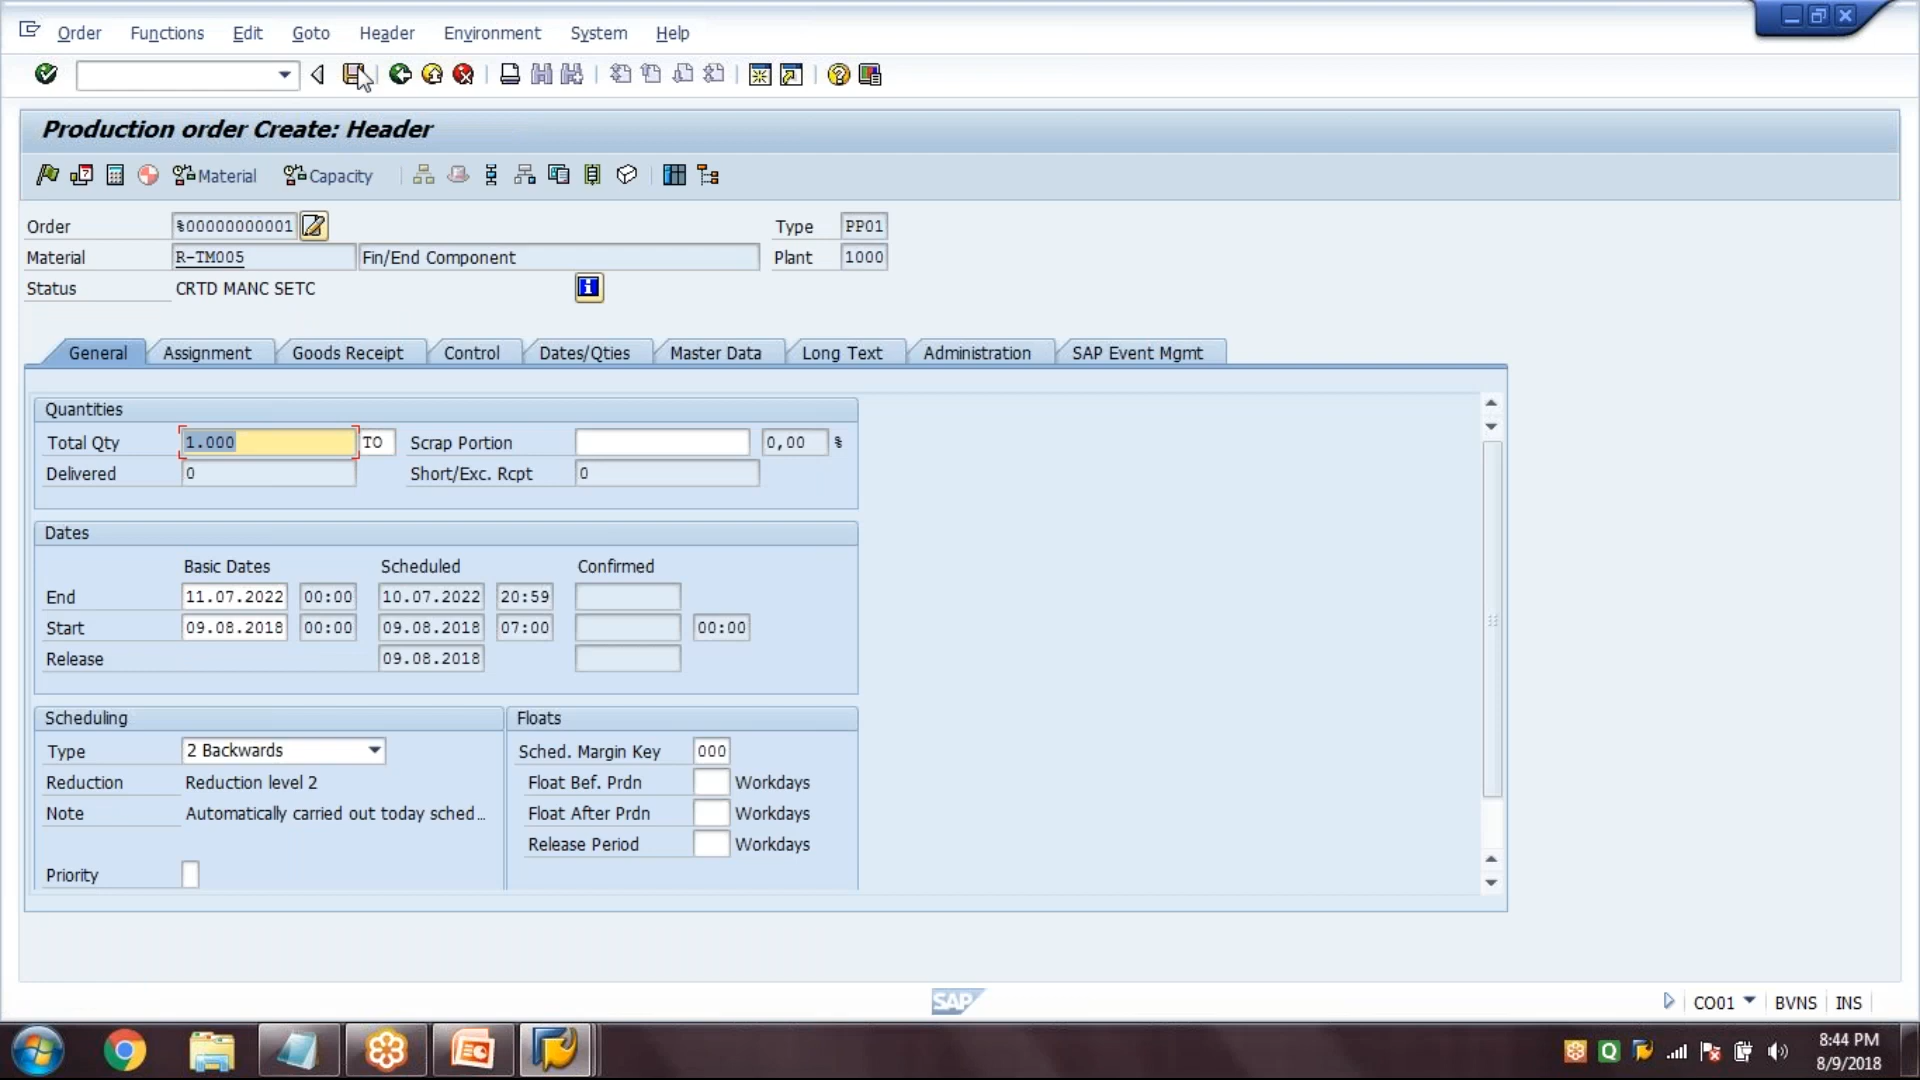 Order Functions Edit Goto Header Environment System Help
Production order Create: Header
Material Capacity
Order %00000000001 Type PP01
Material R-TM005 Fin/End Component Plant 1000
Status CRTD MANC SETC
General Assignment Goods Receipt Control Dates/Qties Master Data Long Text Administration SAP Event Mgmt
Quantities
Total Qty 1.000 TO Scrap Portion 0,00 %
Delivered 0 Short/Exc. Rcpt 0
Dates
Basic Dates Scheduled Confirmed
End 11.07.2022 00:00 10.07.2022 20:59
Start 09.08.2018 00:00 09.08.2018 07:00 00:00
Release 09.08.2018
Scheduling Floats
Type 2 Backwards Sched. Margin Key 000
Reduction Reduction level 2 Float Bef. Prdn Workdays
Note Automatically carried out today sched... Float After Prdn Workdays
Release Period Workdays
Priority
SAP CO01 BVNS INS
8:44 PM
8/9/2018